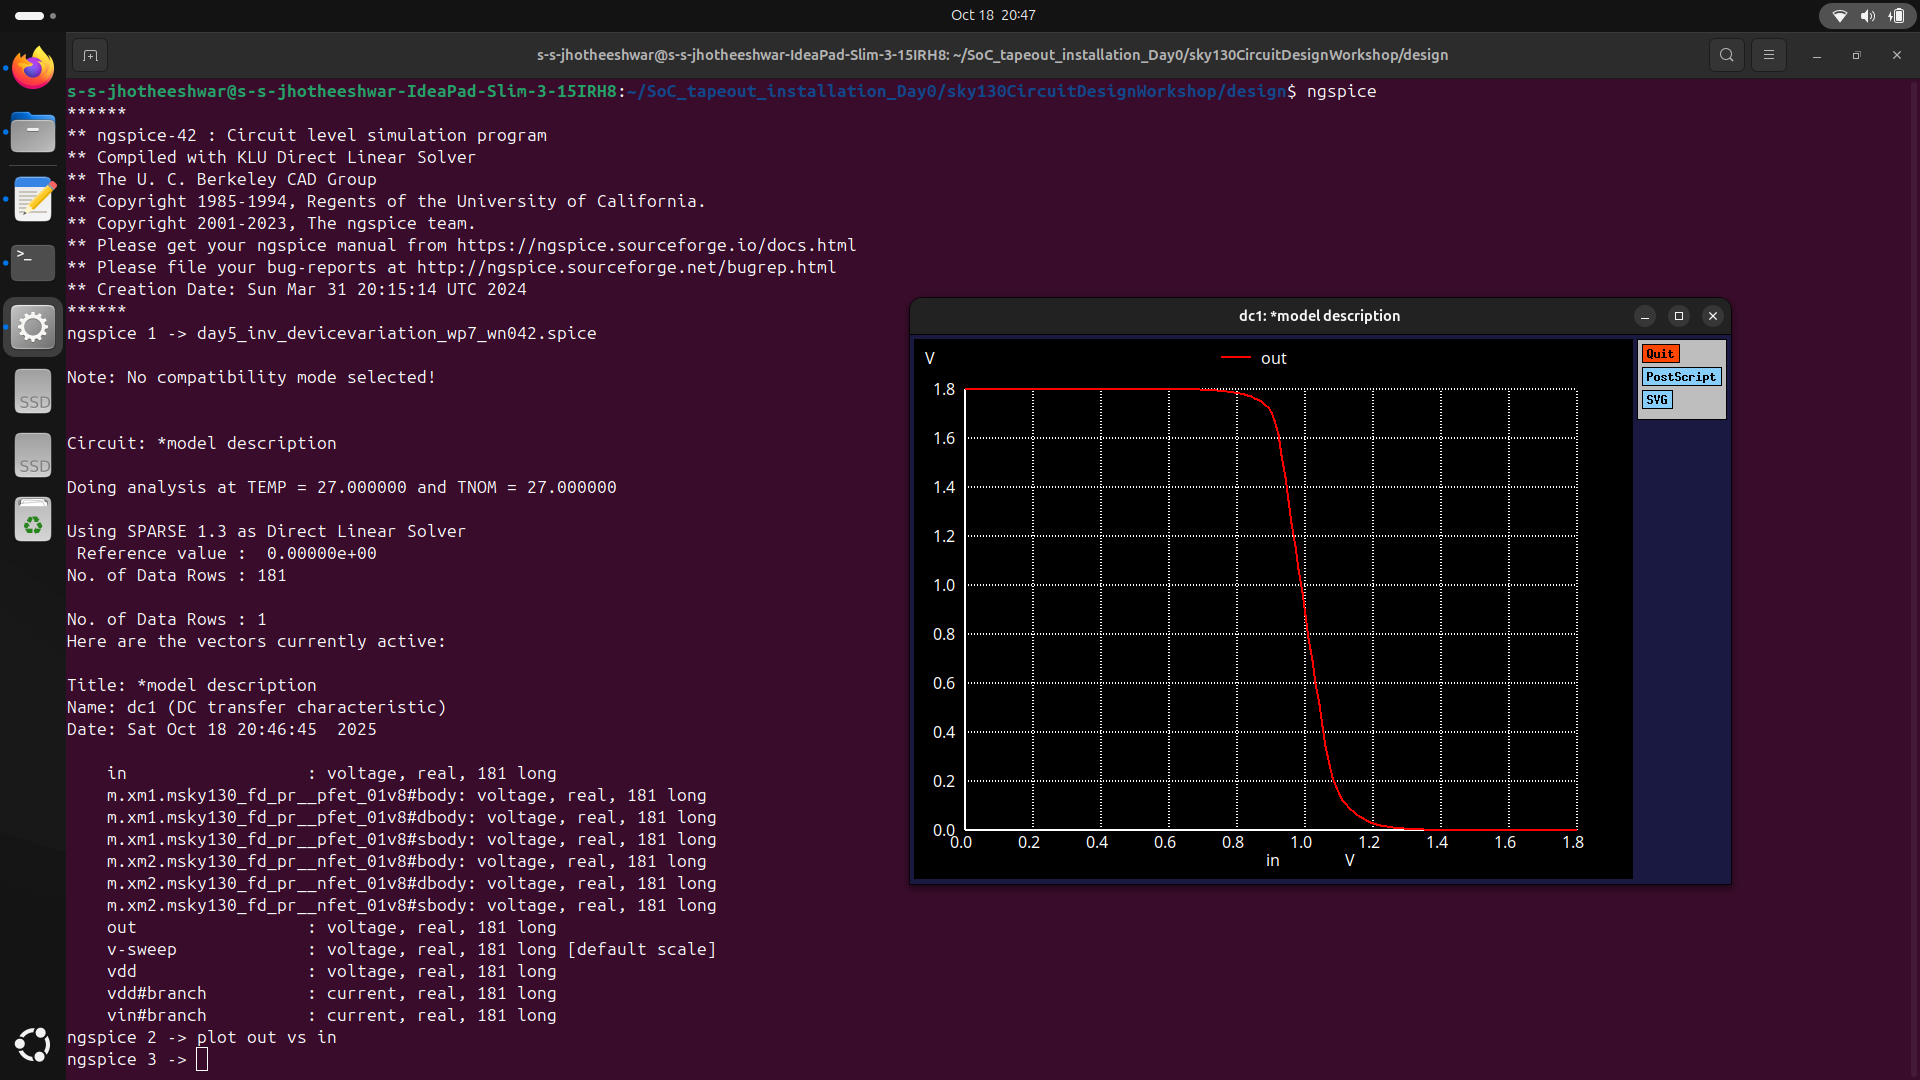 Oct 18  20:47
s-s-jhotheeshwar@s-s-jhotheeshwar-IdeaPad-Slim-3-15IRH8: ~/SoC_tapeout_installation_Day0/sky130CircuitDesignWorkshop/design
s-s-jhotheeshwar@s-s-jhotheeshwar-IdeaPad-Slim-3-15IRH8:~/SoC_tapeout_installation_Day0/sky130CircuitDesignWorkshop/design$ ngspice
******
** ngspice-42 : Circuit level simulation program
** Compiled with KLU Direct Linear Solver
** The U. C. Berkeley CAD Group
** Copyright 1985-1994, Regents of the University of California.
** Copyright 2001-2023, The ngspice team.
** Please get your ngspice manual from https://ngspice.sourceforge.io/docs.html
** Please file your bug-reports at http://ngspice.sourceforge.net/bugrep.html
** Creation Date: Sun Mar 31 20:15:14 UTC 2024
******
ngspice 1 -> day5_inv_devicevariation_wp7_wn042.spice
Note: No compatibility mode selected!
Circuit: *model description
Doing analysis at TEMP = 27.000000 and TNOM = 27.000000
Using SPARSE 1.3 as Direct Linear Solver
 Reference value :  0.00000e+00
No. of Data Rows : 181
No. of Data Rows : 1
Here are the vectors currently active:
Title: *model description
Name: dc1 (DC transfer characteristic)
Date: Sat Oct 18 20:46:45  2025
in                  : voltage, real, 181 long
m.xm1.msky130_fd_pr__pfet_01v8#body: voltage, real, 181 long
m.xm1.msky130_fd_pr__pfet_01v8#dbody: voltage, real, 181 long
m.xm1.msky130_fd_pr__pfet_01v8#sbody: voltage, real, 181 long
m.xm2.msky130_fd_pr__nfet_01v8#body: voltage, real, 181 long
m.xm2.msky130_fd_pr__nfet_01v8#dbody: voltage, real, 181 long
m.xm2.msky130_fd_pr__nfet_01v8#sbody: voltage, real, 181 long
out                 : voltage, real, 181 long
v-sweep             : voltage, real, 181 long [default scale]
vdd                 : voltage, real, 181 long
vdd#branch          : current, real, 181 long
vin#branch          : current, real, 181 long
ngspice 2 -> plot out vs in
ngspice 3 ->
dc1: *model description
Quit
PostScript
SVG
V
out
1.8
1.6
1.4
1.2
1.0
0.8
0.6
0.4
0.2
0.0
0.0 0.2 0.4 0.6 0.8 1.0 1.2 1.4 1.6 1.8
in V
>_
SSD
SSD